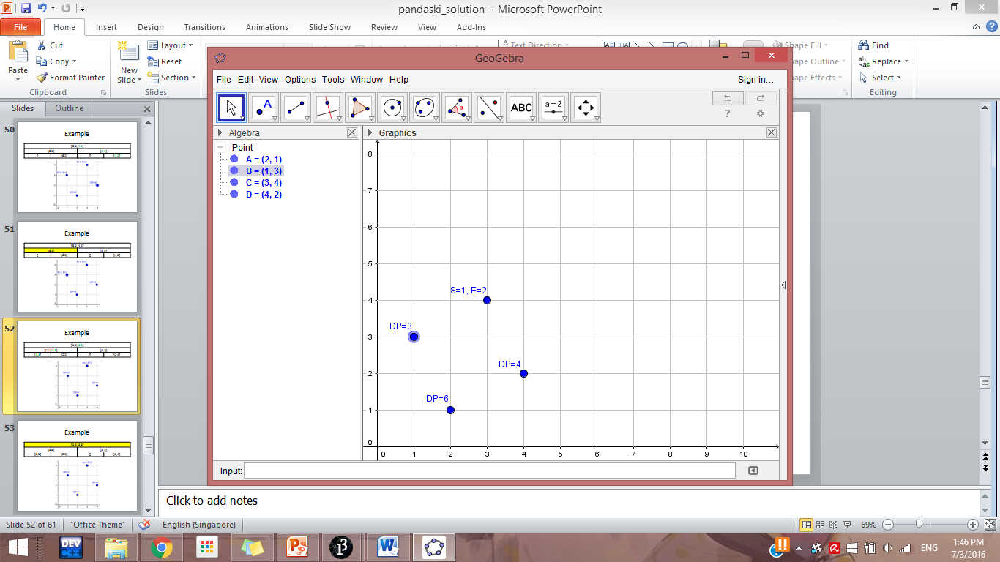 pandaski_solution - Microsoft PowerPoint
File Home Insert Design Transitions Animations Slide Show Review View Add-Ins
Paste
Cut
Copy
Format Painter
Clipboard
New
Slide
Layout
Reset
Section
Slides
Text Direction
Shape Fill
Shape Outline
Shape Effects
Find
Replace
Select
Editing
Slides Outline
50
Example
51
Example
52
Example
53
Example
GeoGebra
File Edit View Options Tools Window Help
Sign in...
A
ABC
a = 2
?
Algebra
Graphics
Point
A = (2, 1)
B = (1, 3)
C = (3, 4)
D = (4, 2)
8
7
6
5
S=1, E=2
4
DP=3
3
DP=4
2
DP=6
1
0
0 1 2 3 4 5 6 7 8 9 10
Input:
Click to add notes
Slide 52 of 61
"Office Theme"
English (Singapore)
69%
DEV
C++
ENG
1:46 PM
7/3/2016